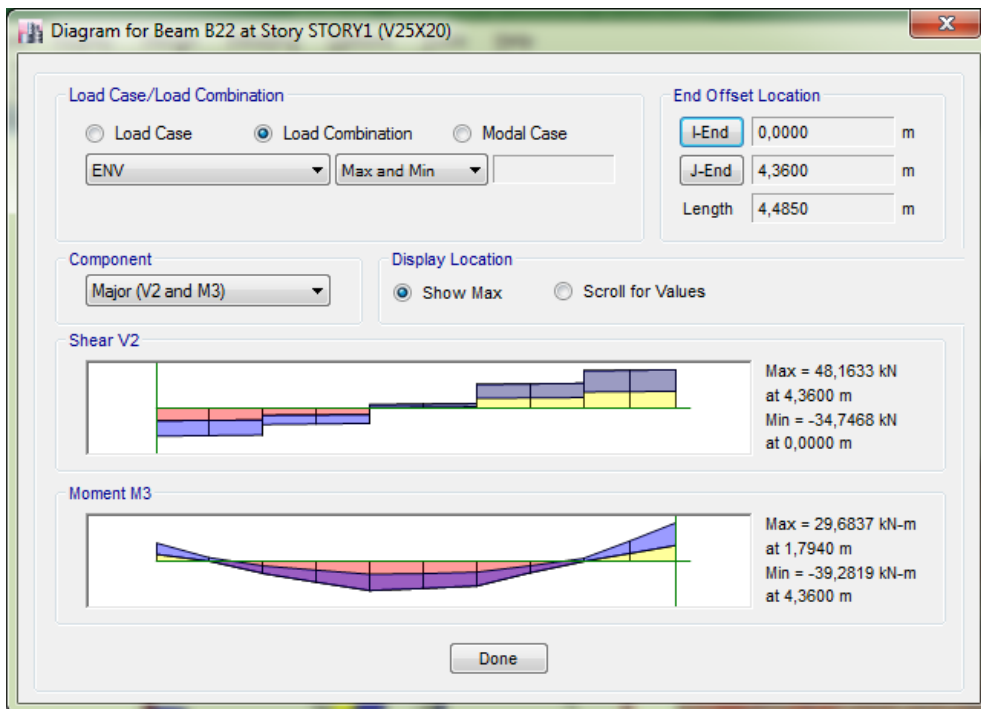 Diagram for Beam B22 at Story STORY1 (V25X20)
Load Case/Load Combination
Load Case Load Combination Modal Case
ENV Max and Min
End Offset Location
I-End 0,0000 m
J-End 4,3600 m
Length 4,4850 m
Component
Major (V2 and M3)
Display Location
Show Max Scroll for Values
Shear V2
Max = 48,1633 kN
at 4,3600 m
Min = -34,7468 kN
at 0,0000 m
Moment M3
Max = 29,6837 kN-m
at 1,7940 m
Min = -39,2819 kN-m
at 4,3600 m
Done